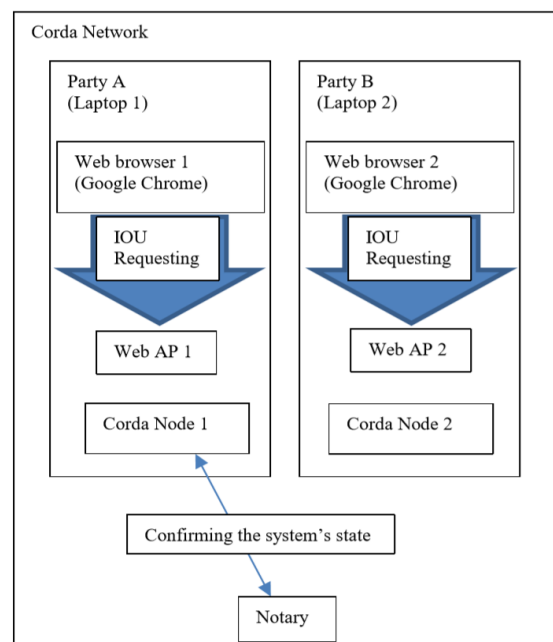 Corda Network
Party A
(Laptop 1)
Web browser 1
(Google Chrome)
IOU
Requesting
Web AP 1
Corda Node 1
Party B
(Laptop 2)
Web browser 2
(Google Chrome)
IOU
Requesting
Web AP 2
Corda Node 2
Confirming the system’s state
Notary